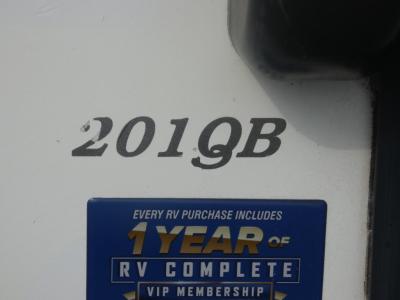 201QB
EVERY RV PURCHASE INCLUDES
1 YEAR OF
RV COMPLETE
VIP MEMBERSHIP